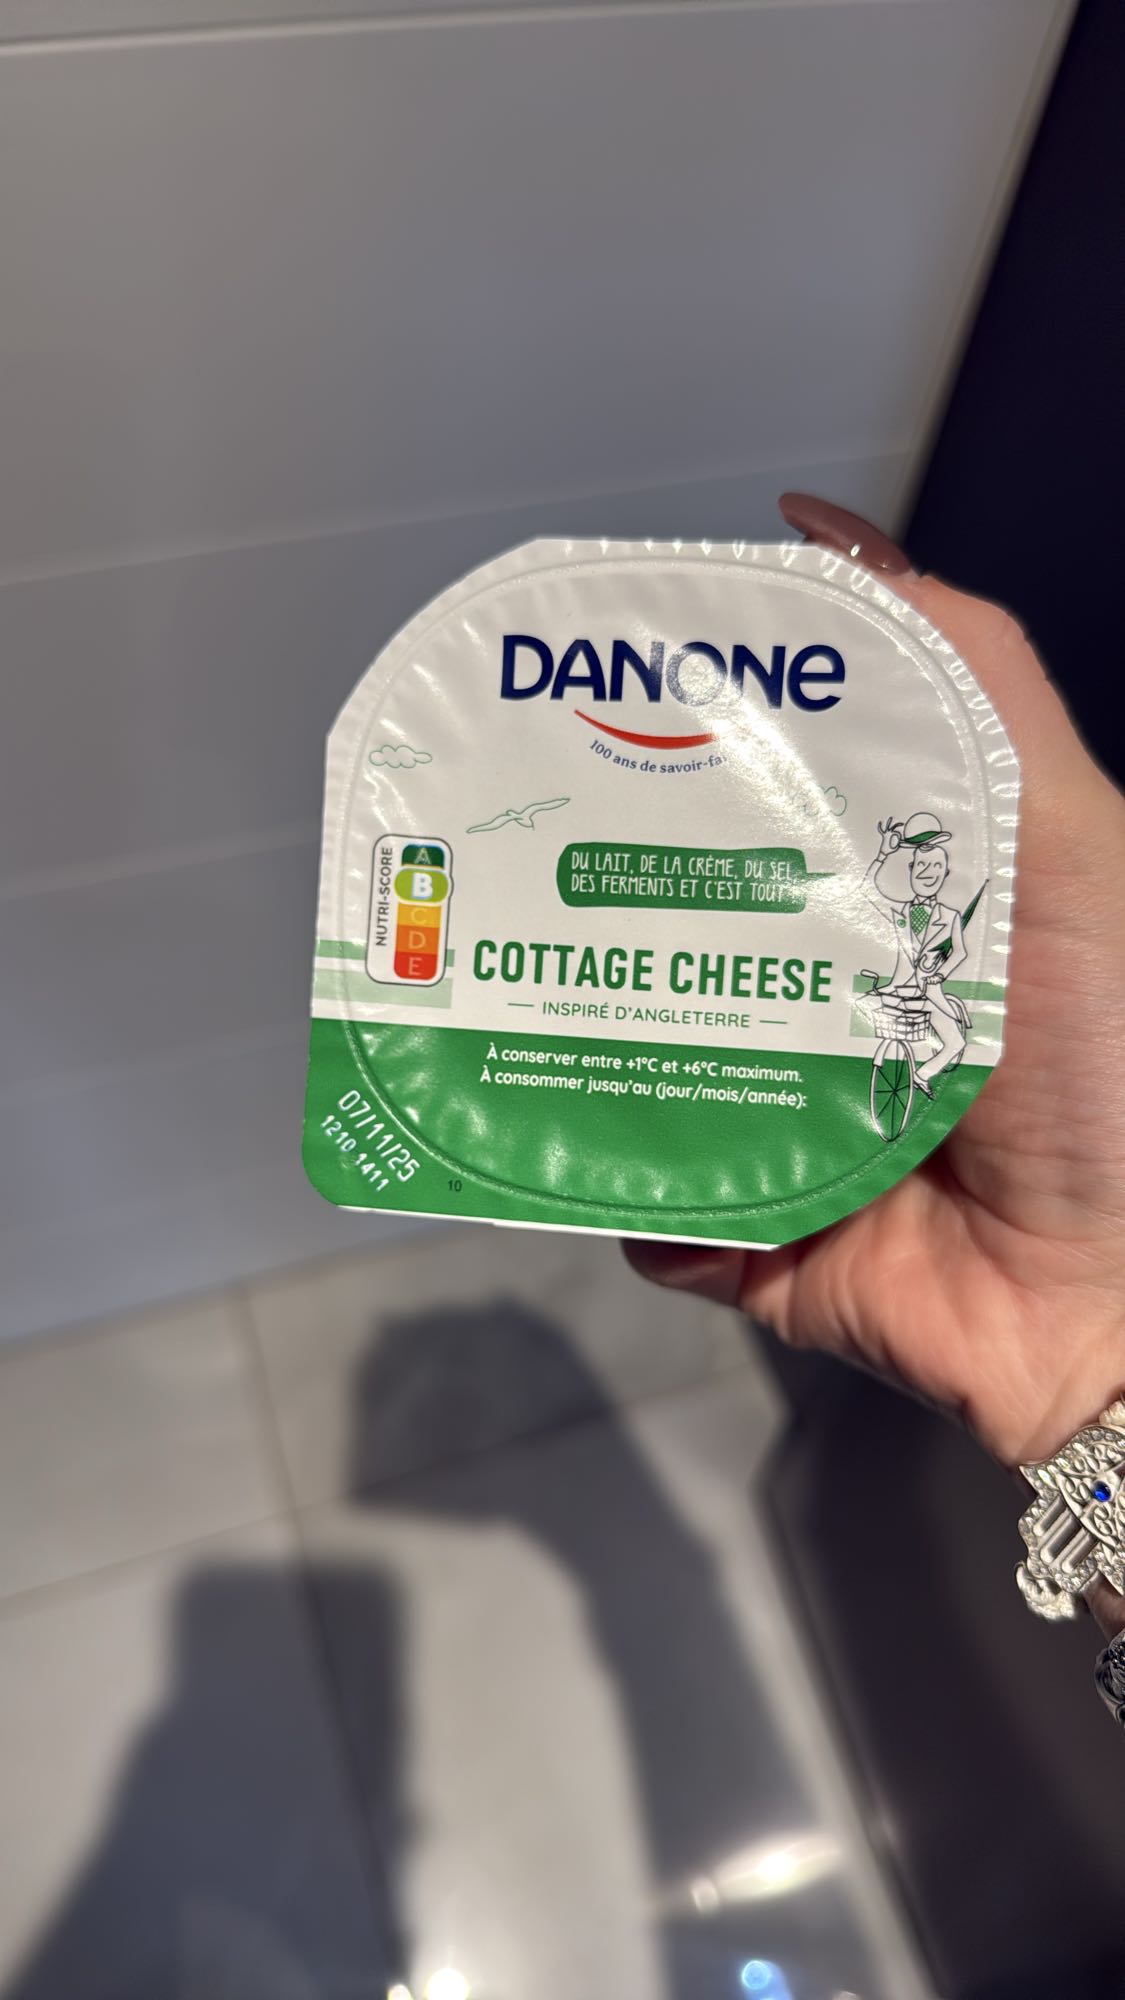 DANONE
100 ans de savoir-fa
DU LAIT, DE LA CRÈME, DU SEL,
DES FERMENTS ET C'EST TOUT
NUTRI-SCORE
A
B
C
D
E
COTTAGE CHEESE
INSPIRÉ D'ANGLETERRE
À conserver entre +1°C et +6°C maximum.
À consommer jusqu'au (jour/mois/année):
07/11/25
1210 1411
10